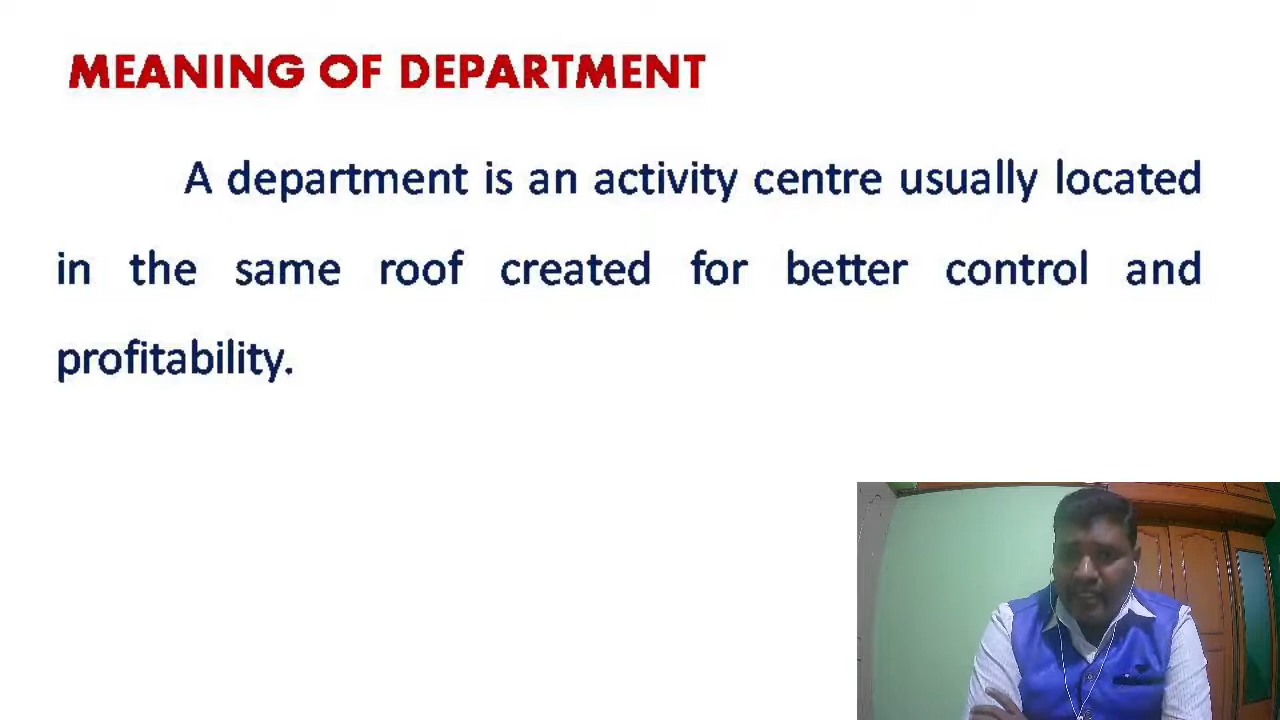 MEANING OF DEPARTMENT
A department is an activity centre usually located
in the same roof created for better control and
profitability.